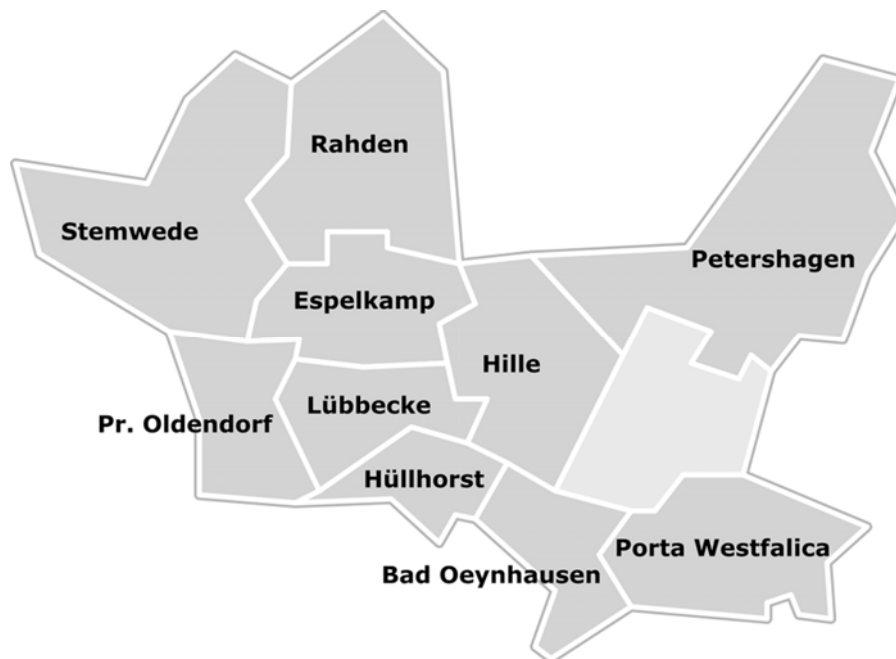 Rahden
Stemwede
Petershagen
Espelkamp
Hille
Lübbecke
Pr. Oldendorf
Hüllhorst
Porta Westfalica
Bad Oeynhausen